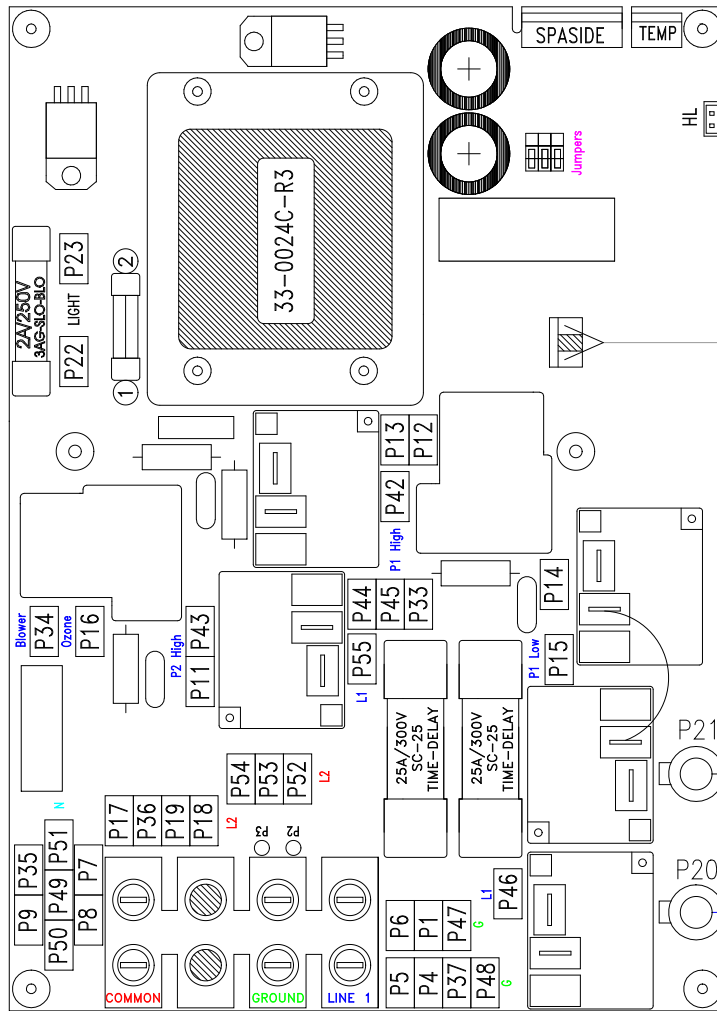 SPASIDE
TEMP
HL
Jumpers
33-0024C-R3
2A/250V
3AG-SLO-BLO
P23
LIGHT
P22
2
1
P13
P12
P42
P1 High
P14
Blower
P34
Ozone
P16
P2 High
P43
P11
P44
P45
P33
P55
L1
P1 Low
P15
25A/300V
SC-25
TIME-DELAY
25A/300V
SC-25
TIME-DELAY
P21
P54
P53
P52
L2
N
P17
P36
P19
P18
L2
P3
P2
P35
P9
P51
P49
P50
P7
P8
L1
P46
P20
P6
P1
P47
G
P5
P4
P37
P48
G
COMMON
GROUND
LINE 1